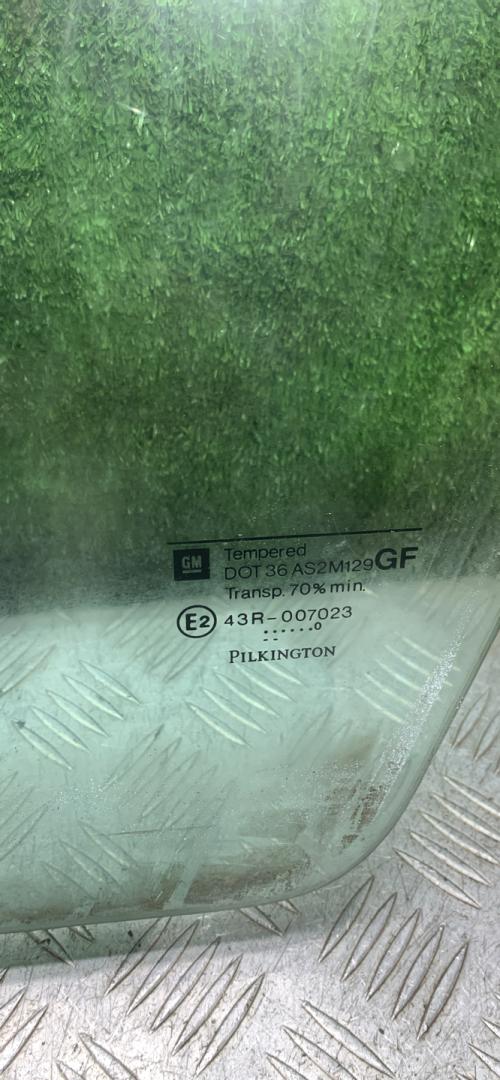 GM
Tempered
DOT 36 AS2M129 GF
Transp. 70% min.
E2 43R-007023
PILKINGTON